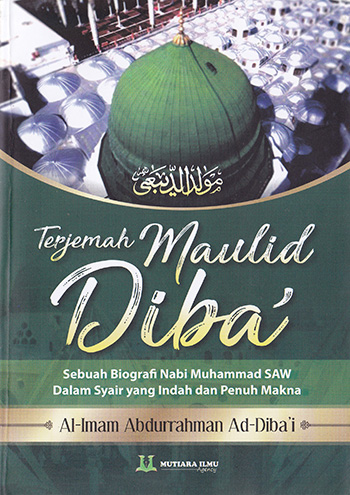 مولد الديبعي
Terjemah Maulid
Diba'
Sebuah Biografi Nabi Muhammad SAW
Dalam Syair yang Indah dan Penuh Makna
Al-Imam Abdurrahman Ad-Diba'i
MUTIARA ILMU
Agency